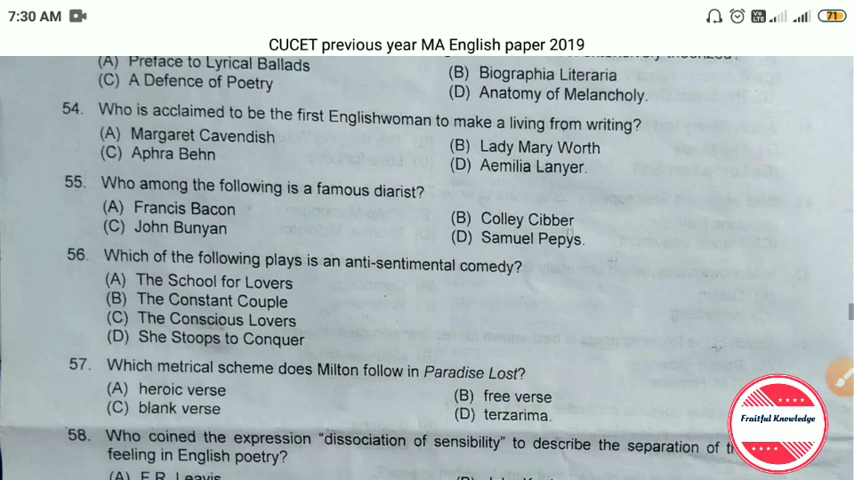 7:30 AM
71
CUCET previous year MA English paper 2019
(A) Preface to Lyrical Ballads
(B) Biographia Literaria
(C) A Defence of Poetry
(D) Anatomy of Melancholy.
54. Who is acclaimed to be the first Englishwoman to make a living from writing?
(A) Margaret Cavendish
(B) Lady Mary Worth
(C) Aphra Behn
(D) Aemilia Lanyer.
55. Who among the following is a famous diarist?
(A) Francis Bacon
(B) Colley Cibber
(C) John Bunyan
(D) Samuel Pepys.
56. Which of the following plays is an anti-sentimental comedy?
(A) The School for Lovers
(B) The Constant Couple
(C) The Conscious Lovers
(D) She Stoops to Conquer
57. Which metrical scheme does Milton follow in Paradise Lost?
(A) heroic verse
(B) free verse
(C) blank verse
(D) terzarima.
58. Who coined the expression "dissociation of sensibility" to describe the separation of
feeling in English poetry?
(A) F.R. Leavis
Fruitful Knowledge